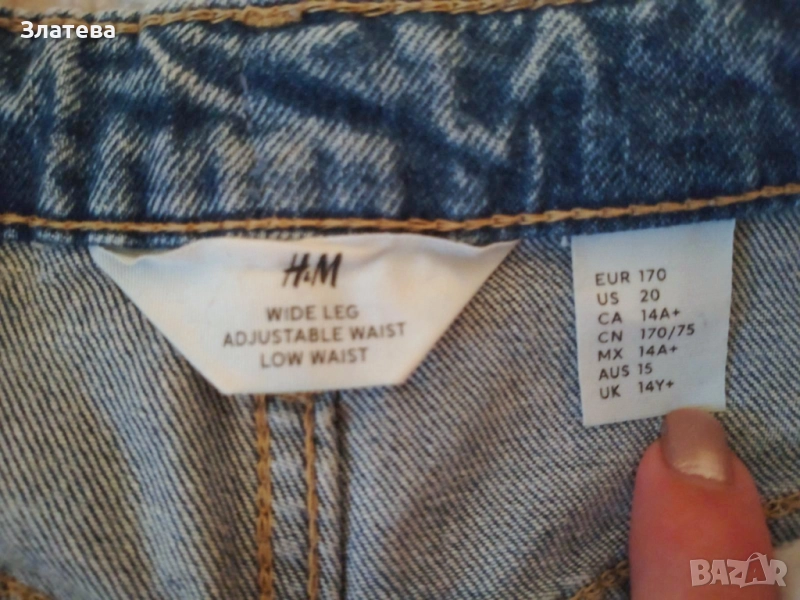 Златева
H&M
WIDE LEG
ADJUSTABLE WAIST
LOW WAIST
EUR 170
US 20
CA 14A+
CN 170/75
MX 14A+
AUS 15
UK 14Y+
BAZAR